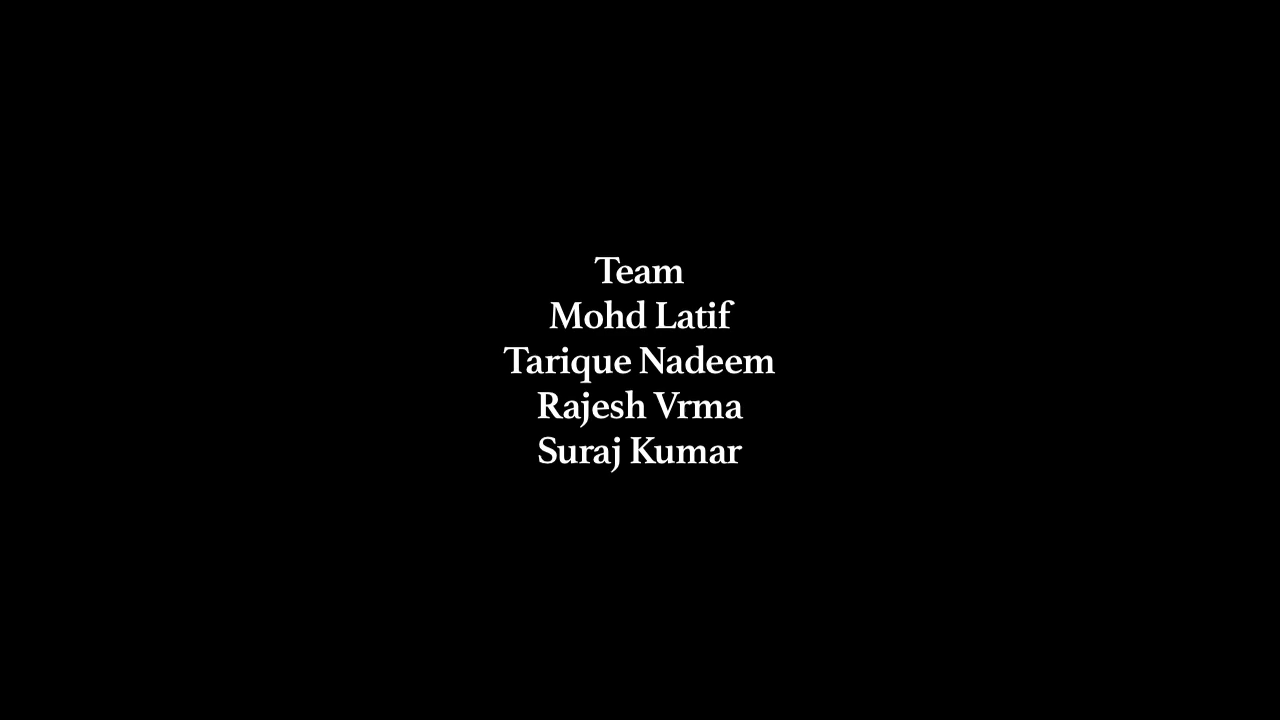 Team
Mohd Latif
Tarique Nadeem
Rajesh Vrma
Suraj Kumar